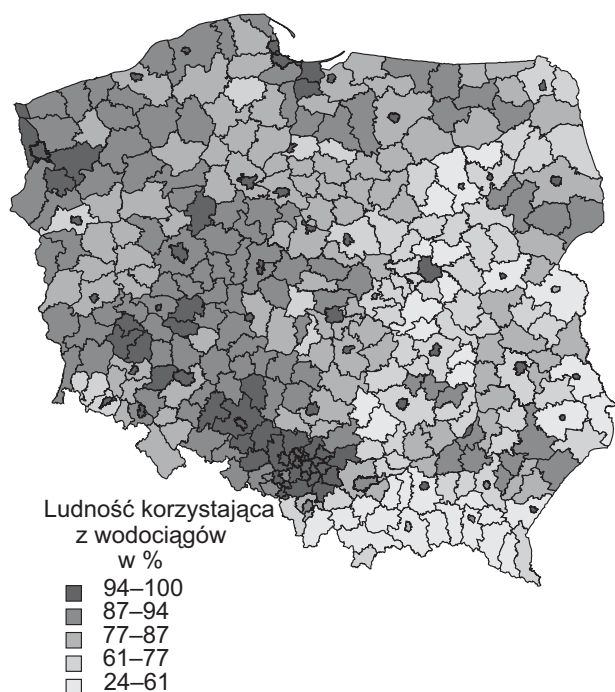 Ludność korzystająca
z wodociągów
w %
94–100
87–94
77–87
61–77
24–61